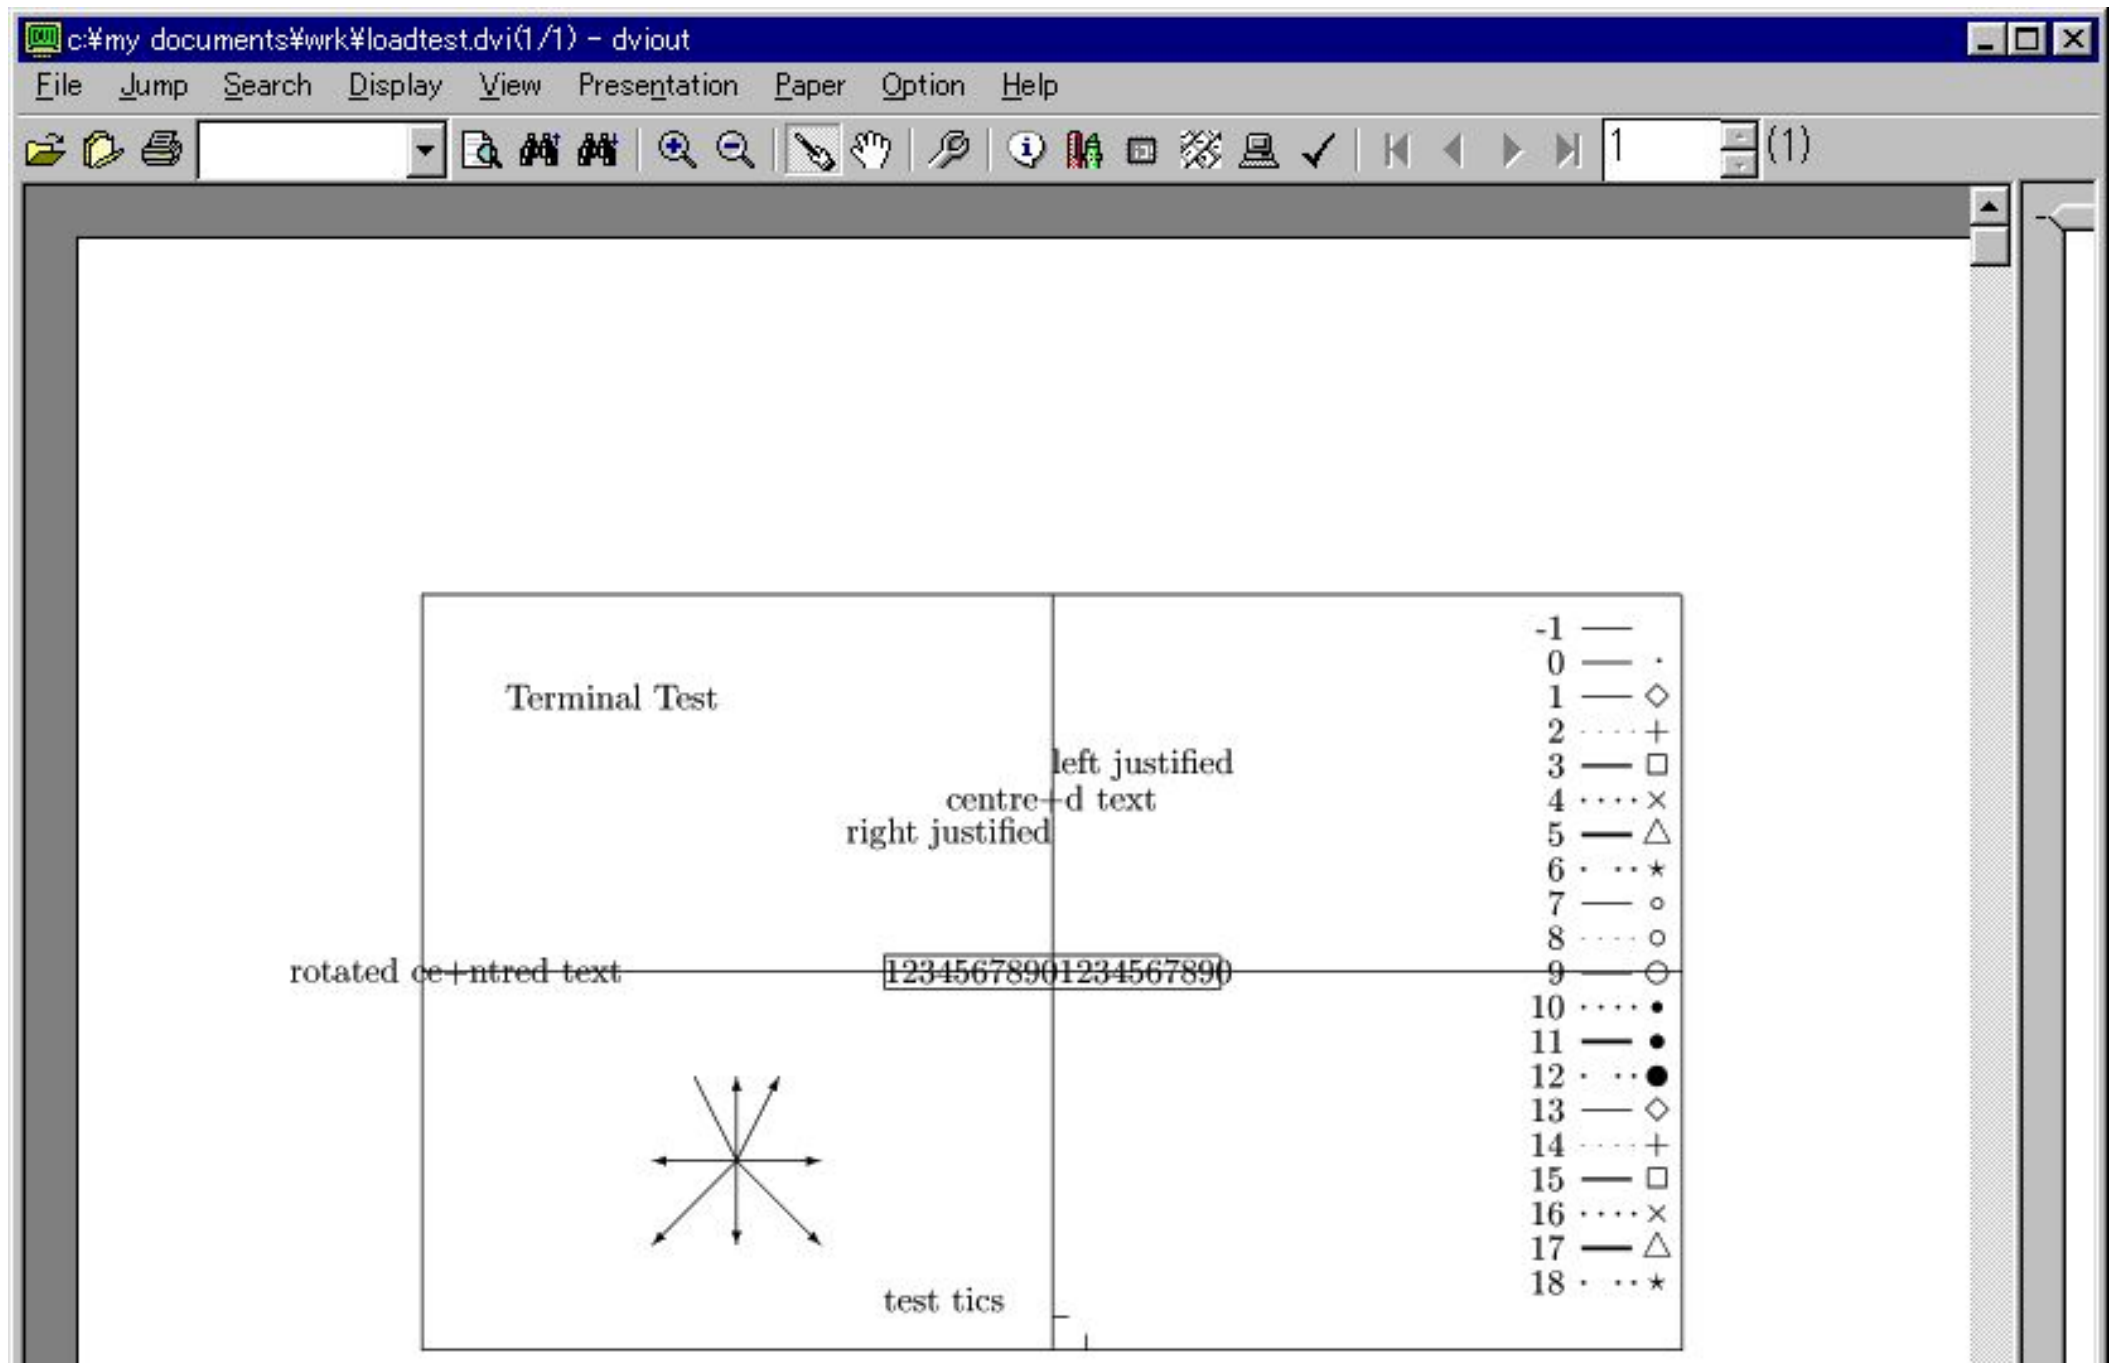 c:¥my documents¥wrk¥loadtest.dvi(1/1) - dviout
File Jump Search Display View Presentation Paper Option Help
1 (1)
-1
0
Terminal Test 1
2
left justified 3
centre+d text 4
right justified 5
6
7
8
rotated ce+ntred text 12345678901234567890 9
10
11
12
13
14
15
16
17
test tics 18